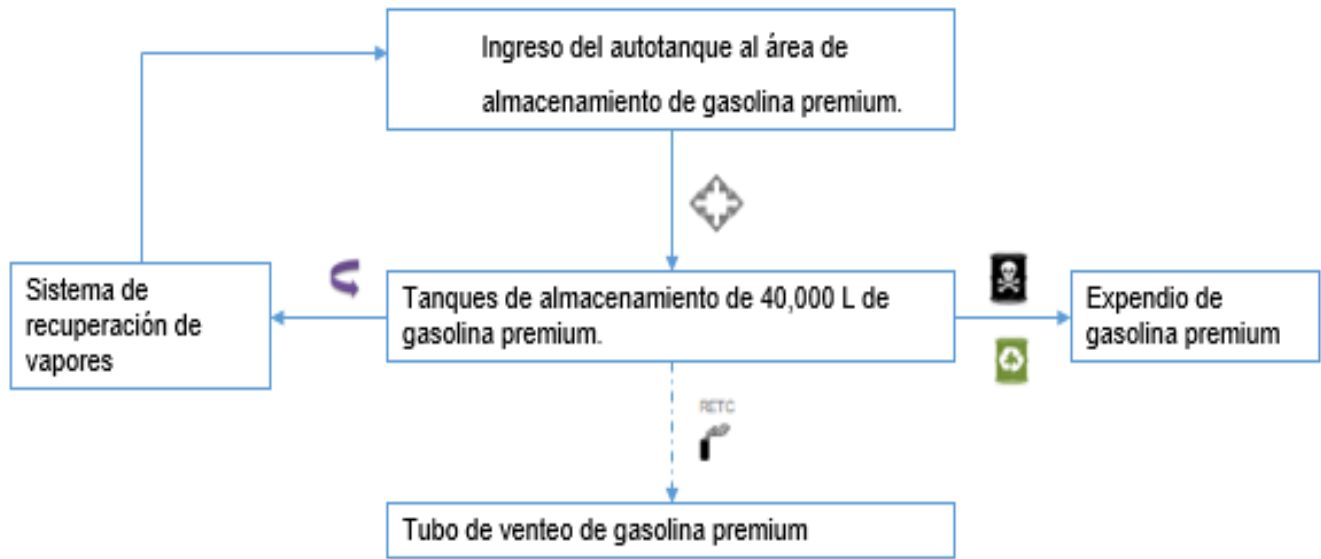 Ingreso del autotanque al área de
almacenamiento de gasolina premium.
Sistema de
recuperación de
vapores
Tanques de almacenamiento de 40,000 L de
gasolina premium.
Expendio de
gasolina premium
RETC
Tubo de venteo de gasolina premium